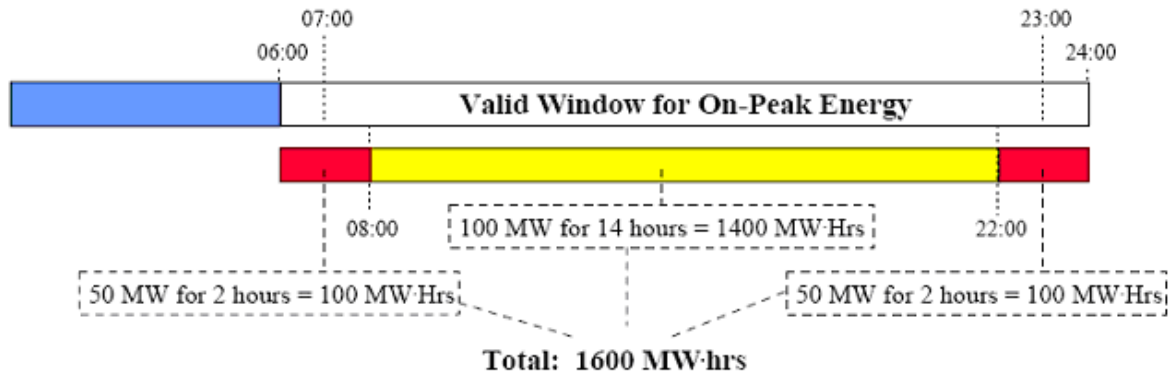 07:00
23:00
06:00
24:00
Valid Window for On-Peak Energy
08:00
100 MW for 14 hours = 1400 MW·Hrs
22:00
50 MW for 2 hours = 100 MW·Hrs
50 MW for 2 hours = 100 MW·Hrs
Total: 1600 MW·hrs